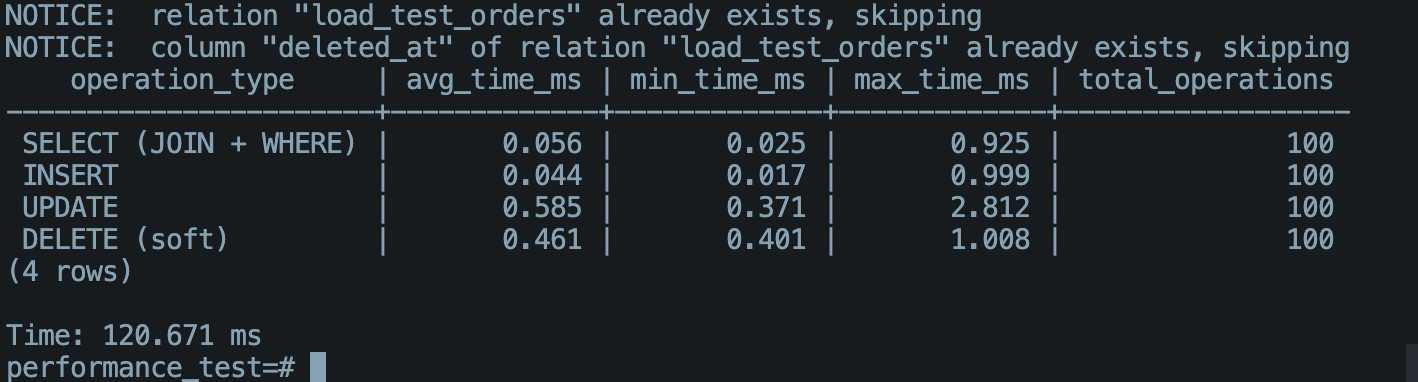 NOTICE:  relation "load_test_orders" already exists, skipping
NOTICE:  column "deleted_at" of relation "load_test_orders" already exists, skipping
    operation_type     | avg_time_ms | min_time_ms | max_time_ms | total_operations
-----------------------+-------------+-------------+-------------+------------------
 SELECT (JOIN + WHERE) |       0.056 |       0.025 |       0.925 |              100
 INSERT                |       0.044 |       0.017 |       0.999 |              100
 UPDATE                |       0.585 |       0.371 |       2.812 |              100
 DELETE (soft)         |       0.461 |       0.401 |       1.008 |              100
(4 rows)

Time: 120.671 ms
performance_test=#